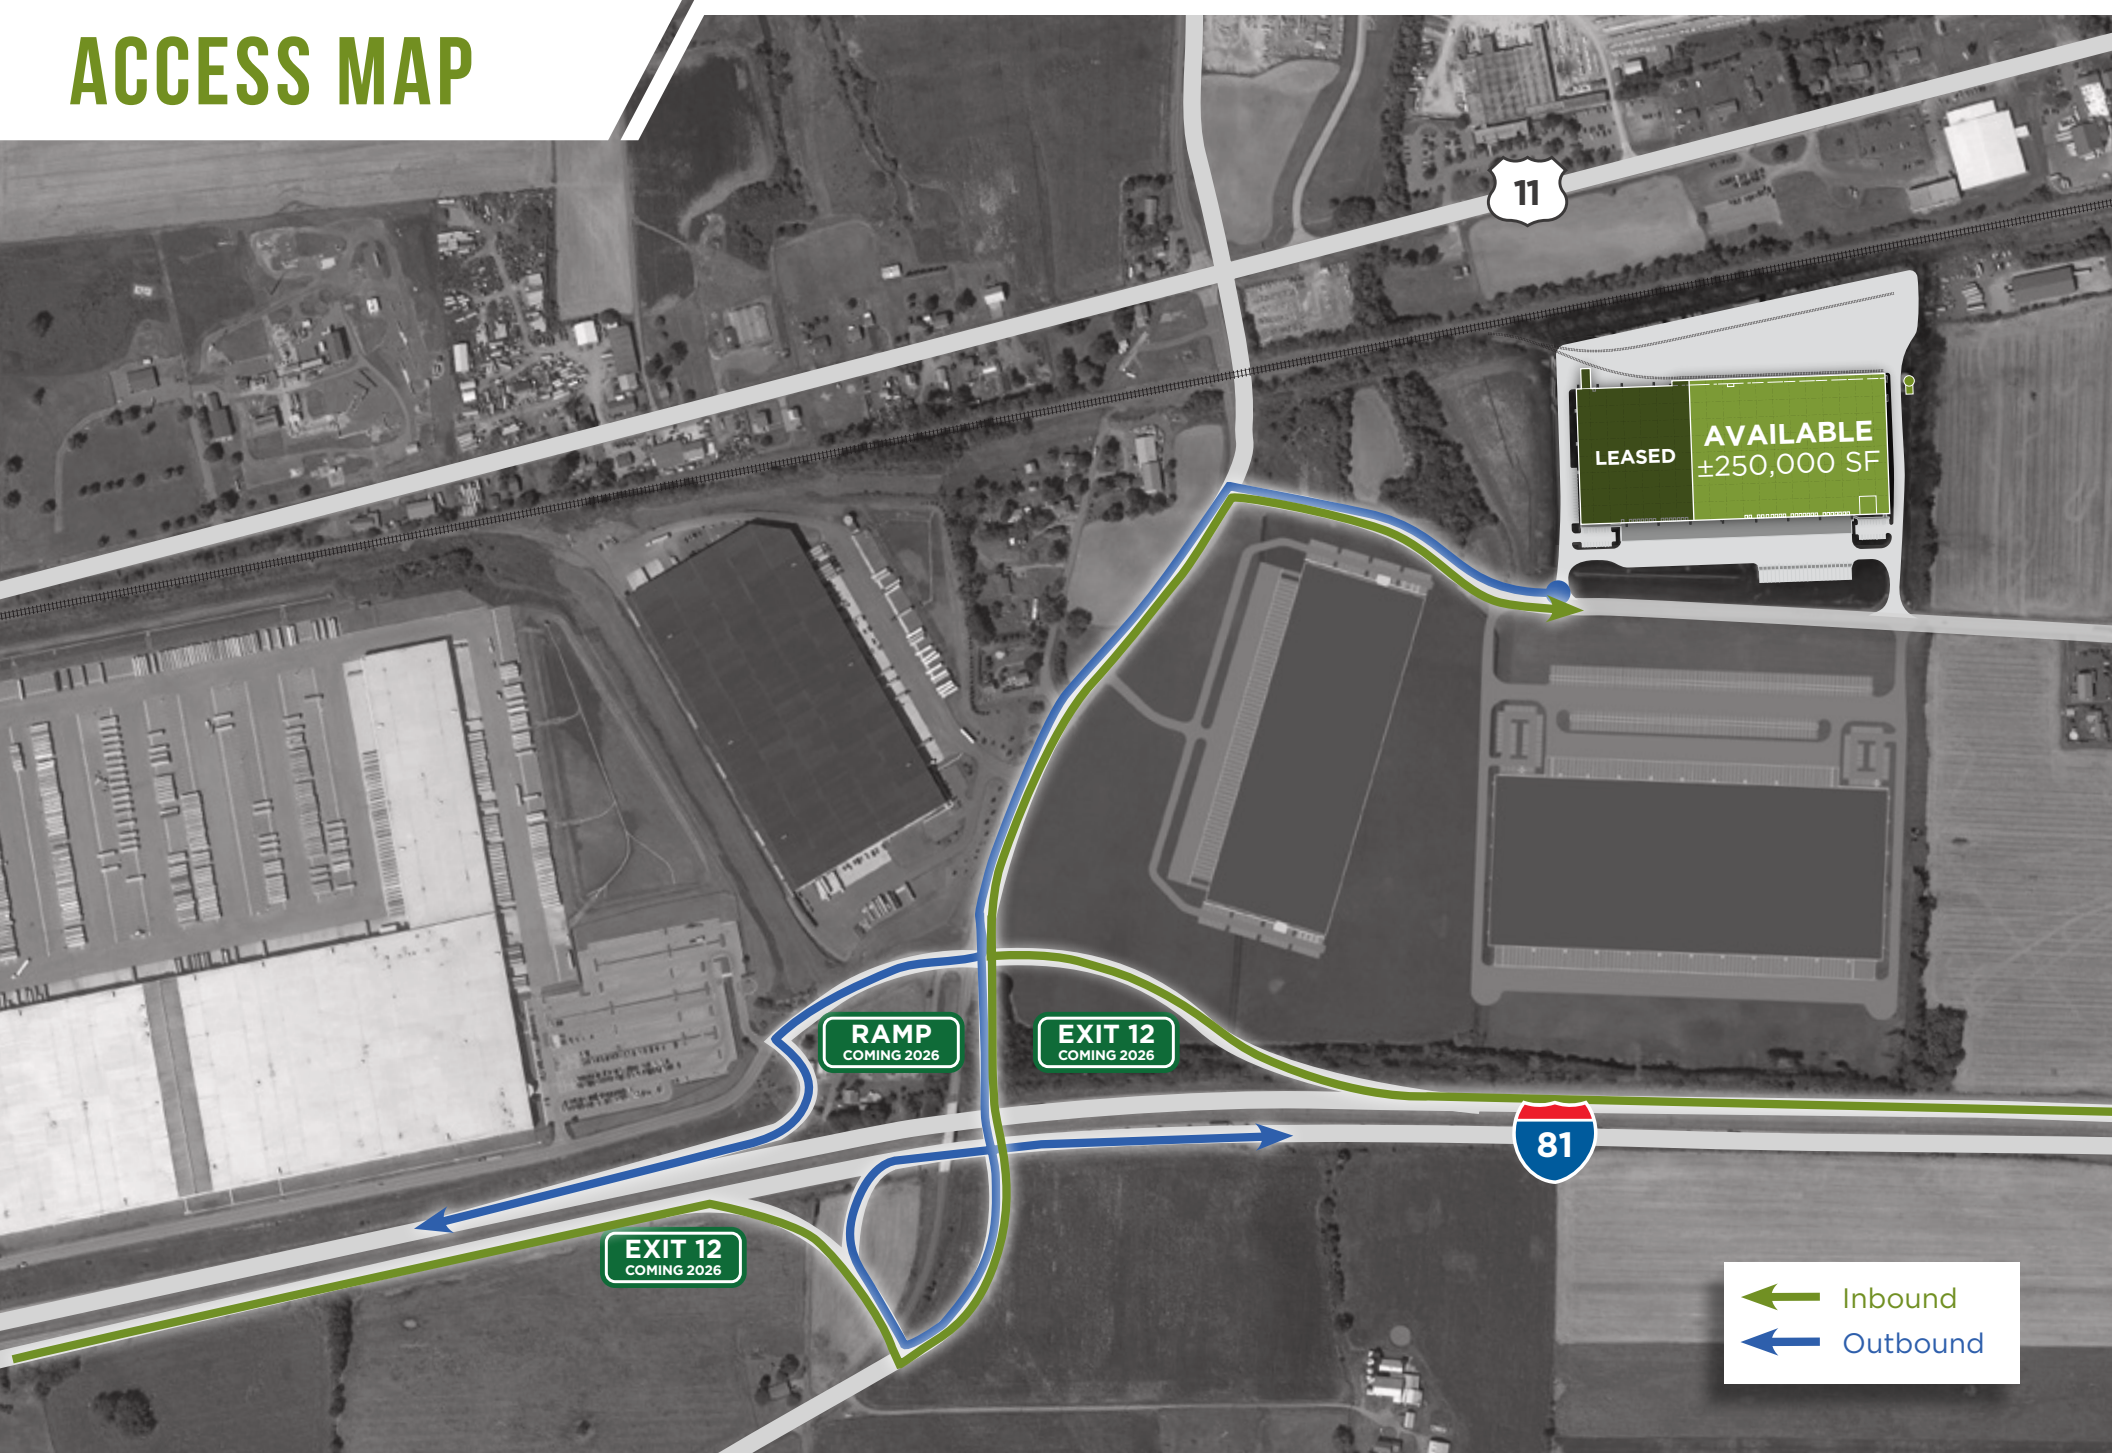 ACCESS MAP
11
LEASED
AVAILABLE
±250,000 SF
RAMP
COMING 2026
EXIT 12
COMING 2026
81
EXIT 12
COMING 2026
Inbound
Outbound